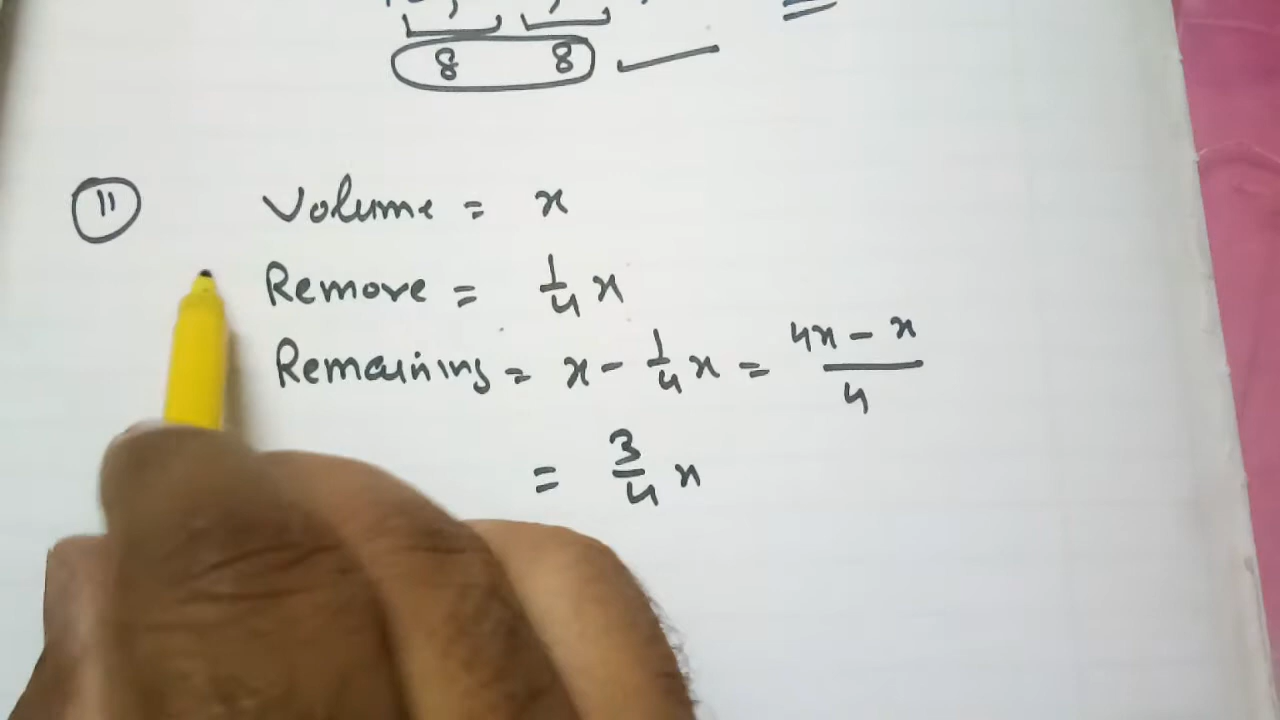 8 8
11 Volume = x
Remove = 1/4 x
Remaining = x - 1/4 x = (4x - x)/4
= 3/4 x